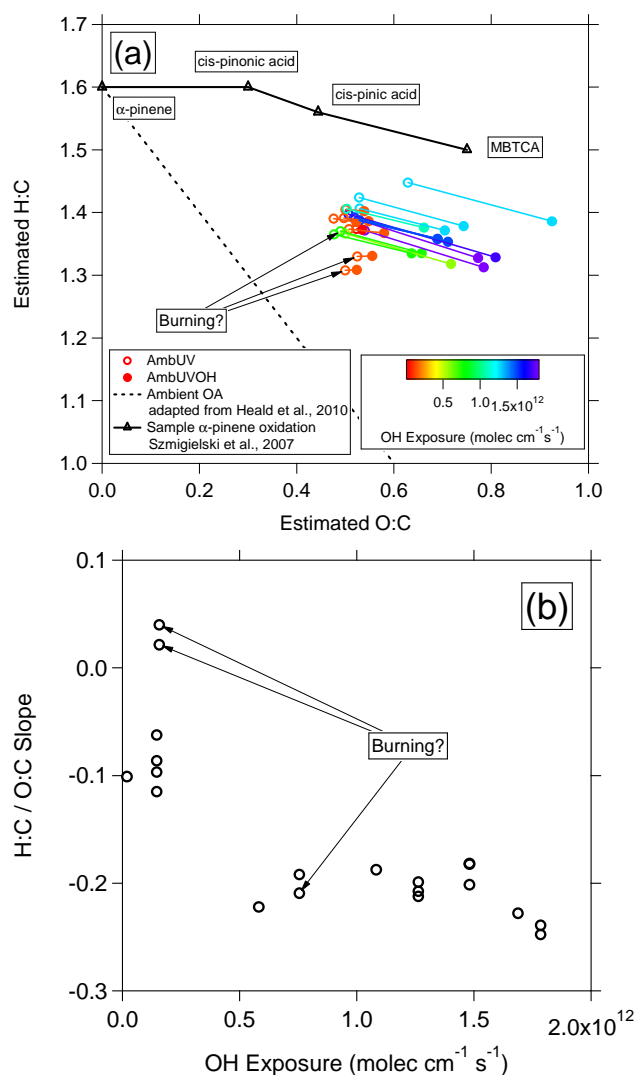 (a)
1.7
1.6
1.5
1.4
1.3
1.2
1.1
1.0
Estimated H:C
cis-pinonic acid
α-pinene
cis-pinic acid
MBTCA
Burning?
AmbUV
AmbUVOH
Ambient OA
adapted from Heald et al., 2010
Sample α-pinene oxidation
Szmigielski et al., 2007
0.5
1.0
1.5x10¹²
OH Exposure (molec cm⁻¹ s⁻¹)
0.0 0.2 0.4 0.6 0.8 1.0
Estimated O:C
(b)
0.1
0.0
-0.1
-0.2
-0.3
H:C / O:C Slope
Burning?
0.0 0.5 1.0 1.5 2.0x10¹²
OH Exposure (molec cm⁻¹ s⁻¹)